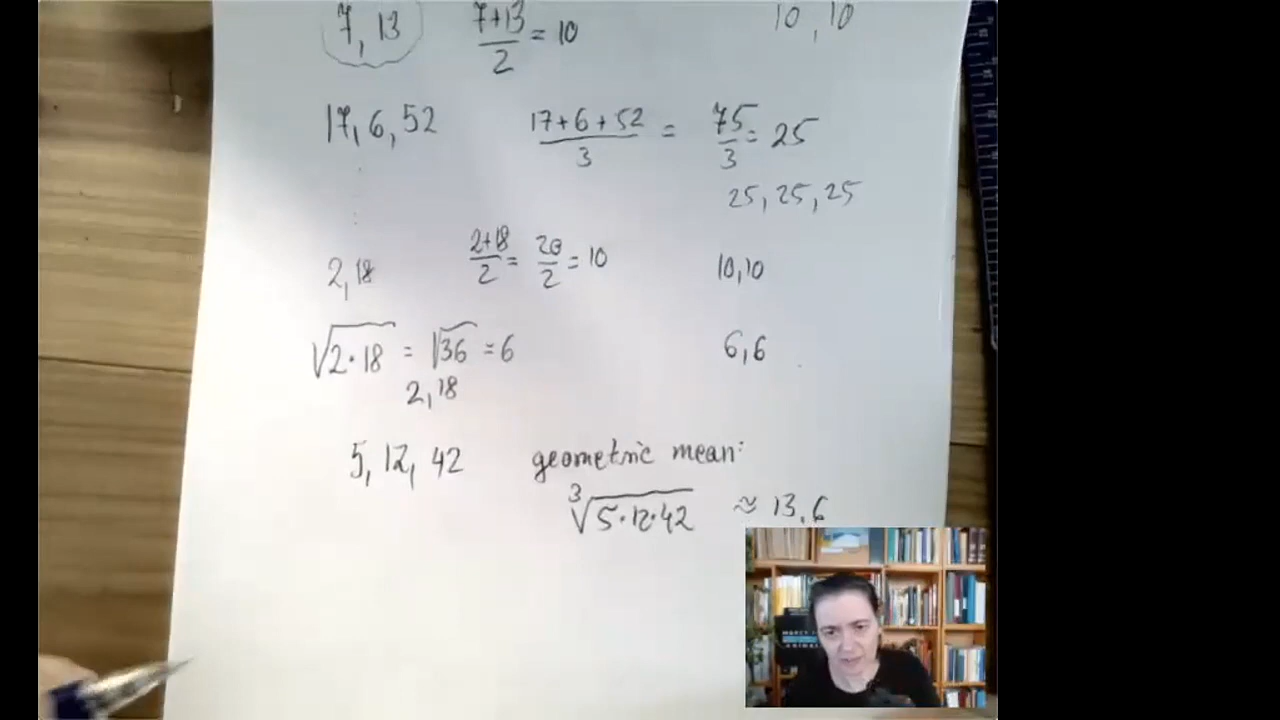 7, 13 (7+13)/2 = 10 10, 10
17, 6, 52 (17+6+52)/3 = 75/3 = 25
25, 25, 25
2, 18 (2+18)/2 = 20/2 = 10 10, 10
√(2·18) = √36 = 6 6, 6
2, 18
5, 12, 42 geometric mean:
³√(5·12·42) ≈ 13,6